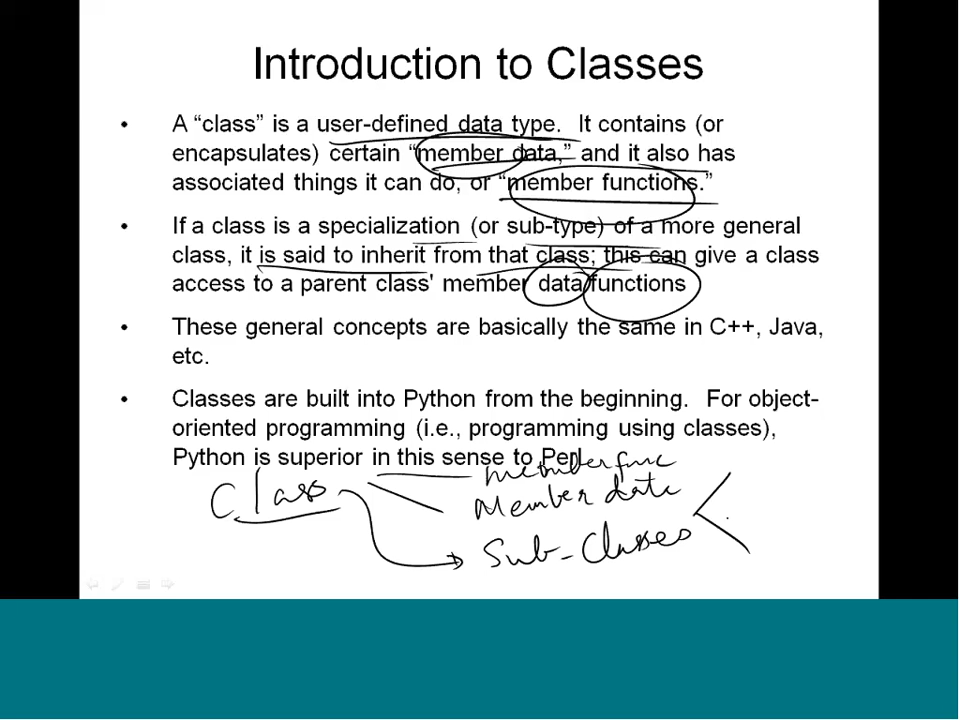 Introduction to Classes
• A “class” is a user-defined data type. It contains (or
encapsulates) certain “member data,” and it also has
associated things it can do, or “member functions.”
• If a class is a specialization (or sub-type) of a more general
class, it is said to inherit from that class; this can give a class
access to a parent class' member data/functions
• These general concepts are basically the same in C++, Java,
etc.
• Classes are built into Python from the beginning. For object-
oriented programming (i.e., programming using classes),
Python is superior in this sense to Perl
Class
member func
Member data
Sub-Classes